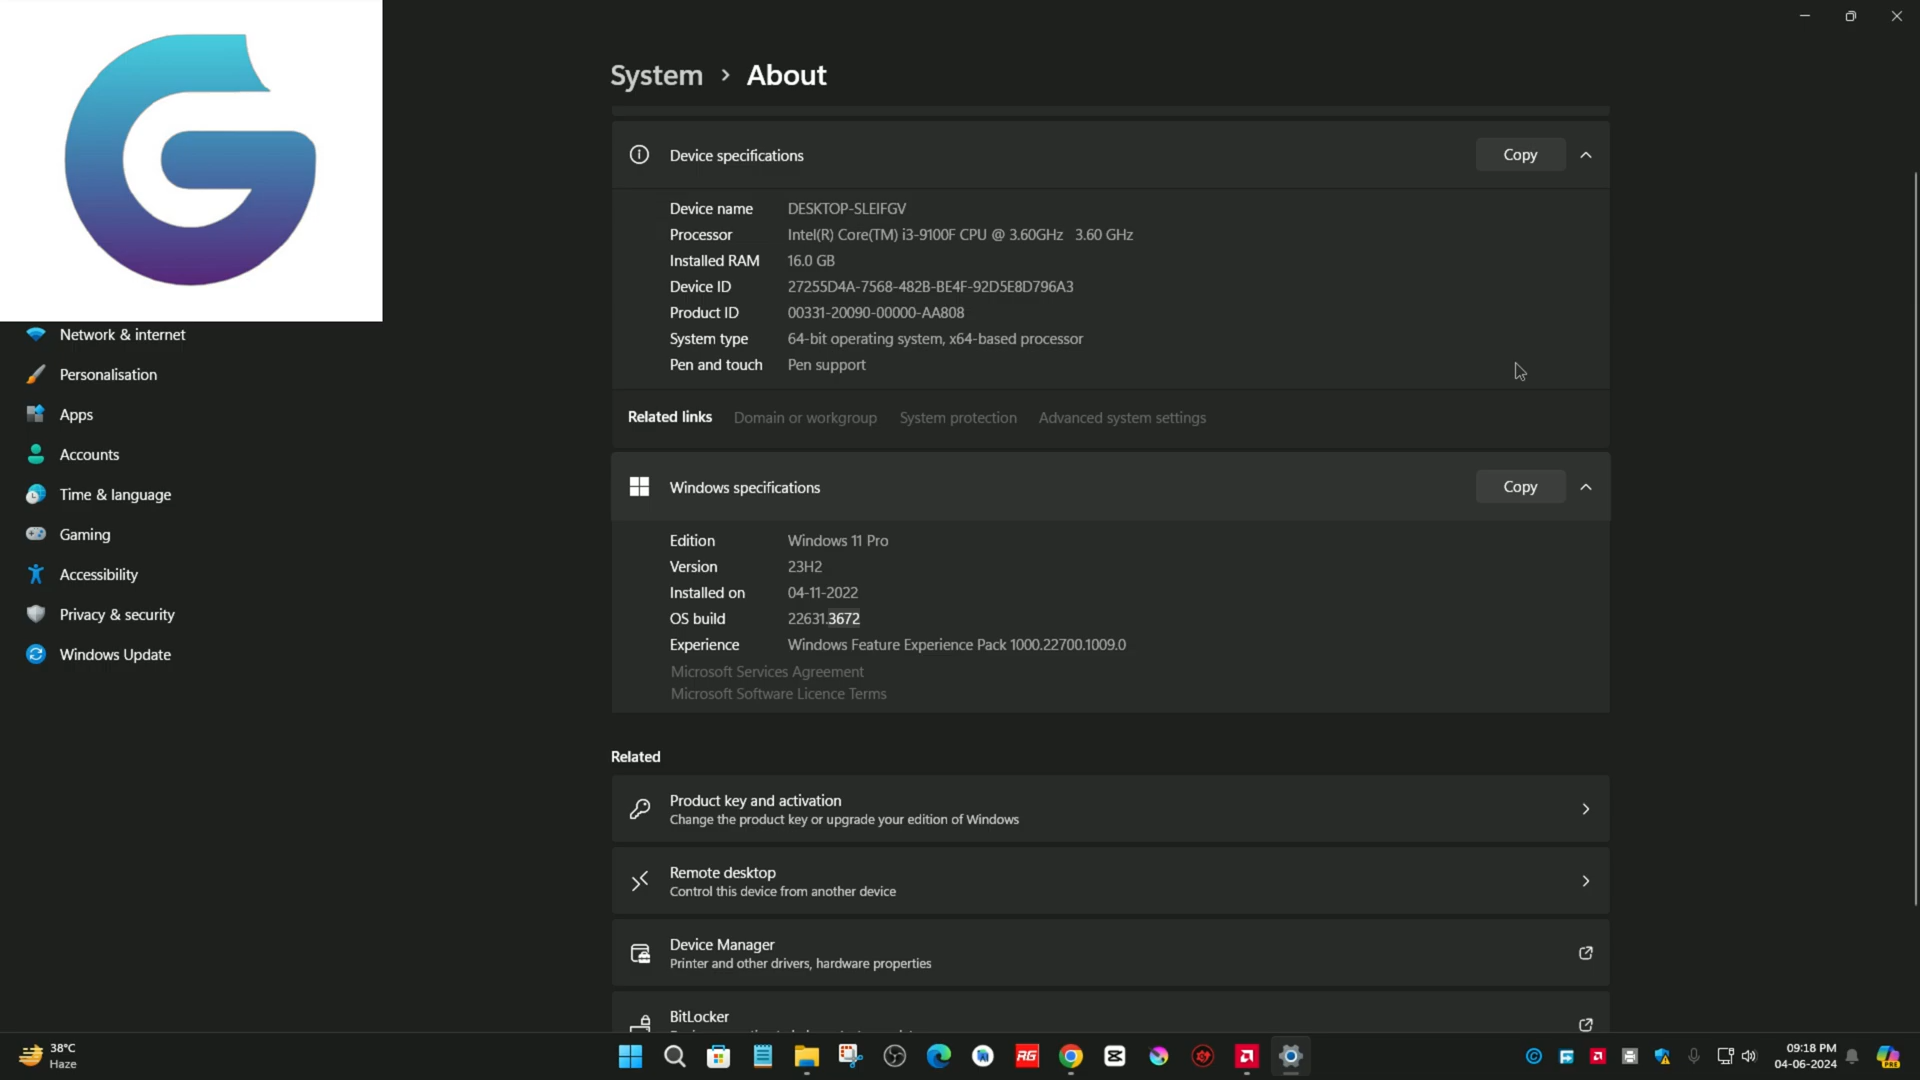 System > About
Device specifications
Copy
Device name DESKTOP-SLEIFGV
Processor Intel(R) Core(TM) i3-9100F CPU @ 3.60GHz 3.60 GHz
Installed RAM 16.0 GB
Device ID 27255D4A-7568-482B-BE4F-92D5E8D796A3
Product ID 00331-20090-00000-AA808
System type 64-bit operating system, x64-based processor
Pen and touch Pen support
Related links Domain or workgroup System protection Advanced system settings
Windows specifications
Copy
Edition Windows 11 Pro
Version 23H2
Installed on 04-11-2022
OS build 22631.3672
Experience Windows Feature Experience Pack 1000.22700.1009.0
Microsoft Services Agreement
Microsoft Software Licence Terms
Related
Product key and activation
Change the product key or upgrade your edition of Windows
Remote desktop
Control this device from another device
Device Manager
Printer and other drivers, hardware properties
BitLocker
Network & internet
Personalisation
Apps
Accounts
Time & language
Gaming
Accessibility
Privacy & security
Windows Update
38°C
Haze
RG
PRE
09:18 PM
04-06-2024